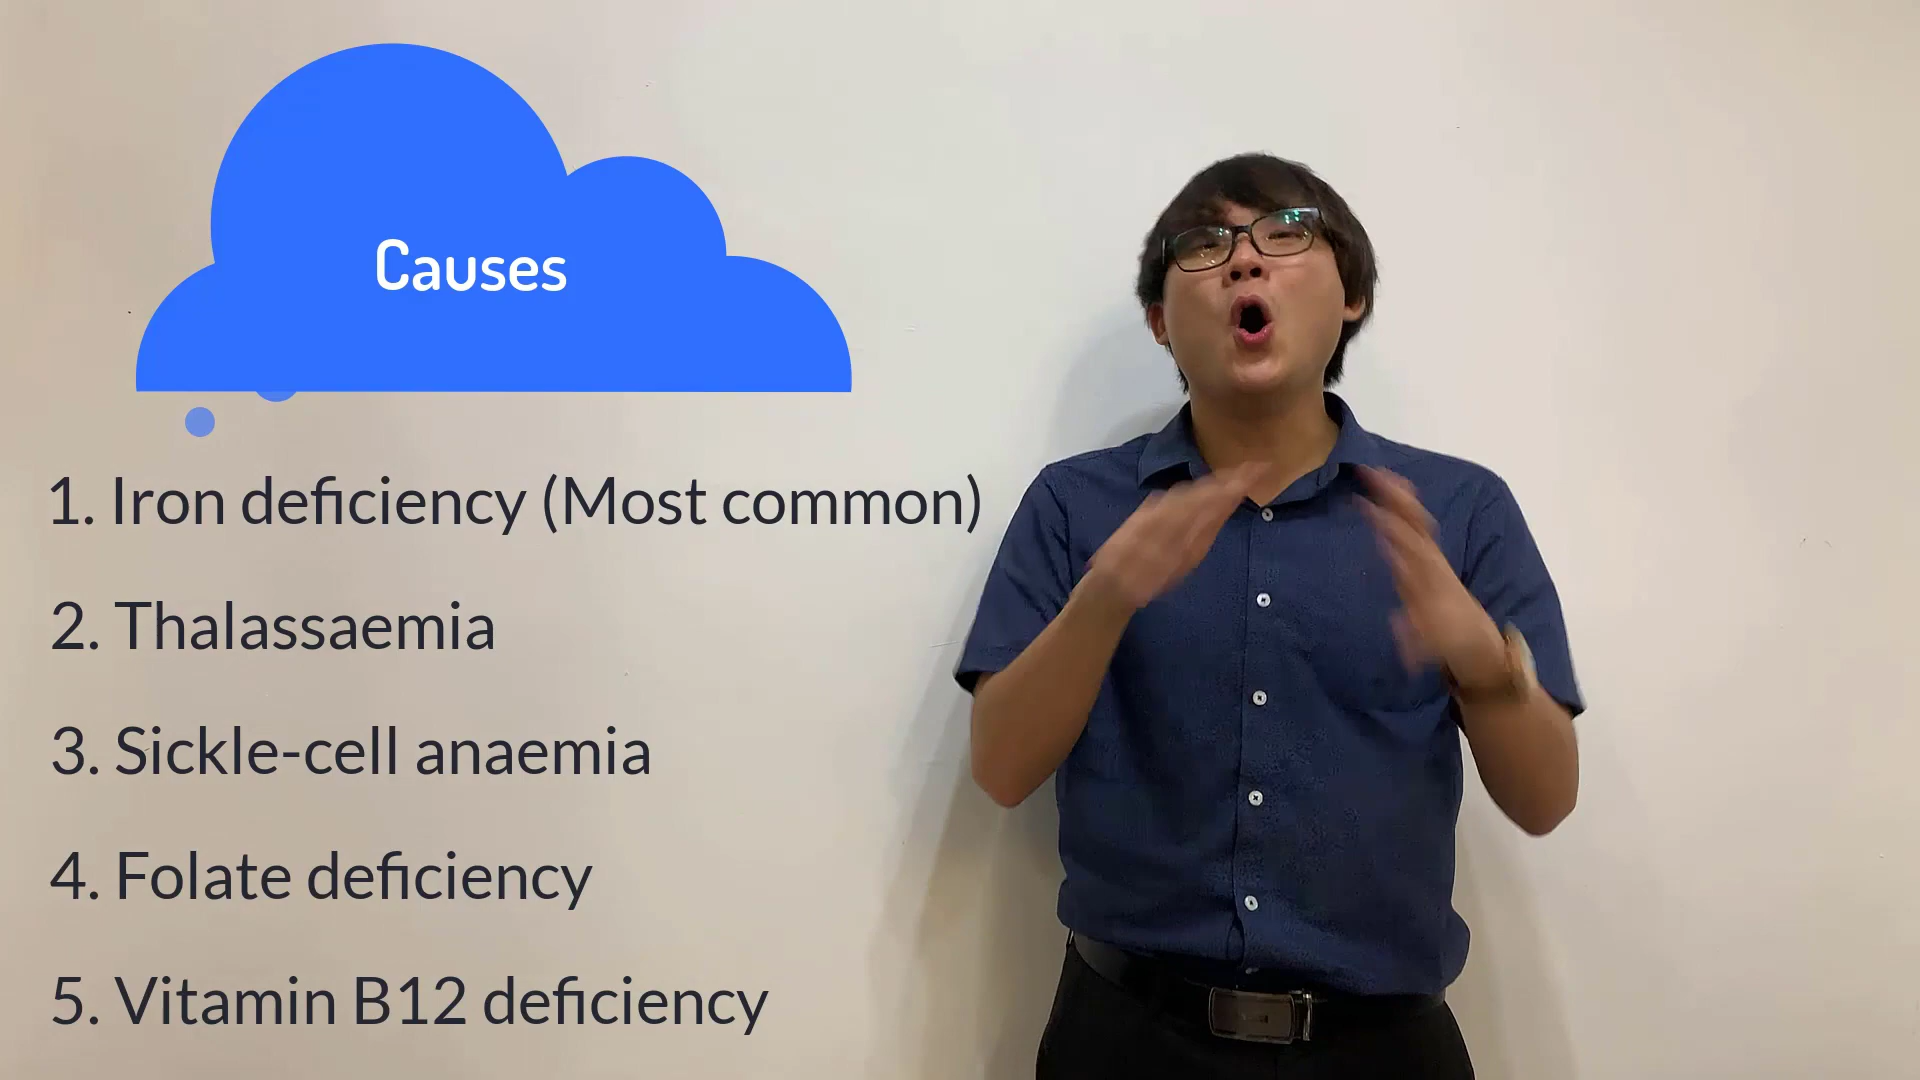 Causes
1. Iron deficiency (Most common)
2. Thalassaemia
3. Sickle-cell anaemia
4. Folate deficiency
5. Vitamin B12 deficiency